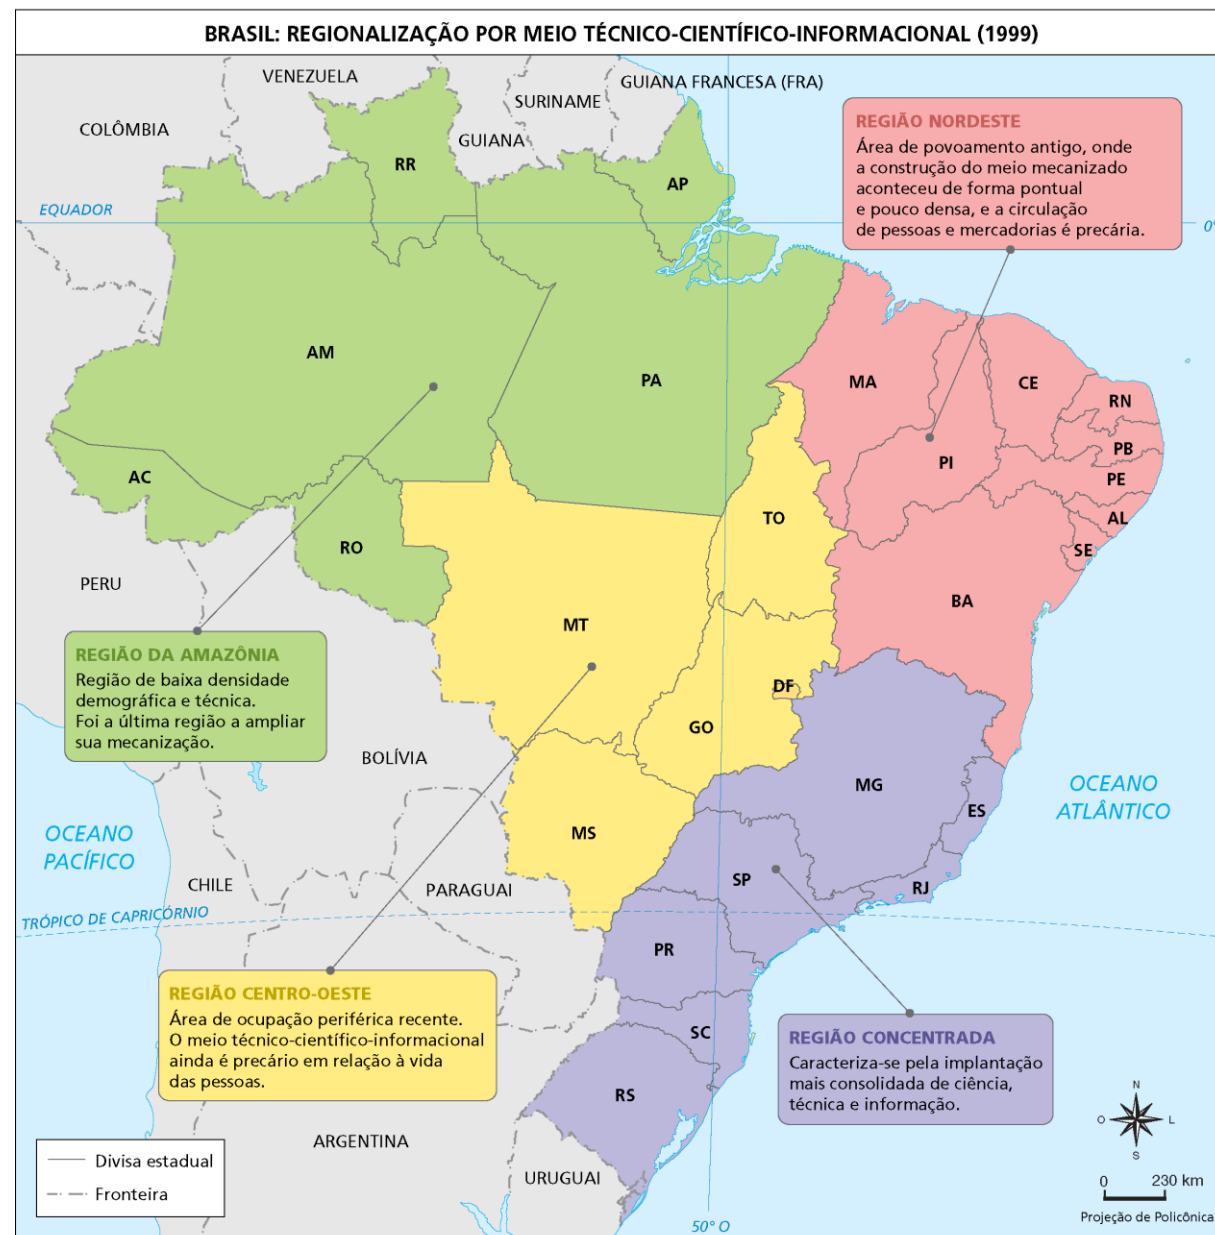 BRASIL: REGIONALIZAÇÃO POR MEIO TÉCNICO-CIENTÍFICO-INFORMACIONAL (1999)
VENEZUELA
GUIANA FRANCESA (FRA)
SURINAME
COLÔMBIA
GUIANA
RR
AP
EQUADOR
0°
REGIÃO NORDESTE
Área de povoamento antigo, onde
a construção do meio mecanizado
aconteceu de forma pontual
e pouco densa, e a circulação
de pessoas e mercadorias é precária.
AM
PA
MA
CE
RN
PB
PI
PE
AC
AL
TO
SE
RO
PERU
BA
MT
REGIÃO DA AMAZÔNIA
Região de baixa densidade
demográfica e técnica.
Foi a última região a ampliar
sua mecanização.
DF
GO
BOLÍVIA
MG
OCEANO
ATLÂNTICO
ES
MS
OCEANO
PACÍFICO
CHILE
PARAGUAI
SP
RJ
TRÓPICO DE CAPRICÓRNIO
PR
REGIÃO CENTRO-OESTE
Área de ocupação periférica recente.
O meio técnico-científico-informacional
ainda é precário em relação à vida
das pessoas.
SC
REGIÃO CONCENTRADA
Caracteriza-se pela implantação
mais consolidada de ciência,
técnica e informação.
RS
ARGENTINA
URUGUAI
Divisa estadual
Fronteira
50° O
N
O
L
S
0 230 km
Projeção de Policônica